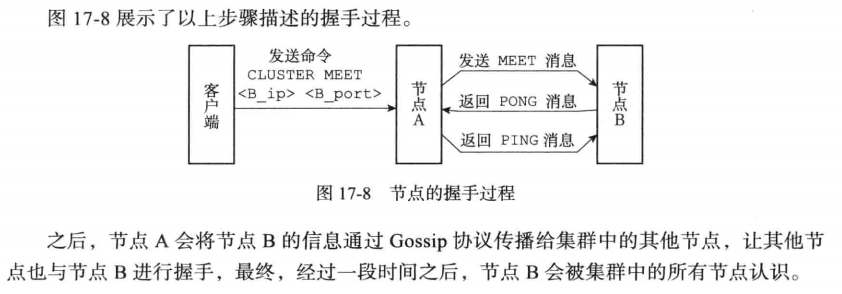 图 17-8 展示了以上步骤描述的握手过程。
发送命令
CLUSTER MEET
<B_ip> <B_port>
客户端
节点A
发送 MEET 消息
返回 PONG 消息
返回 PING 消息
节点B
图 17-8 节点的握手过程
之后，节点 A 会将节点 B 的信息通过 Gossip 协议传播给集群中的其他节点，让其他节
点也与节点 B 进行握手，最终，经过一段时间之后，节点 B 会被集群中的所有节点认识。